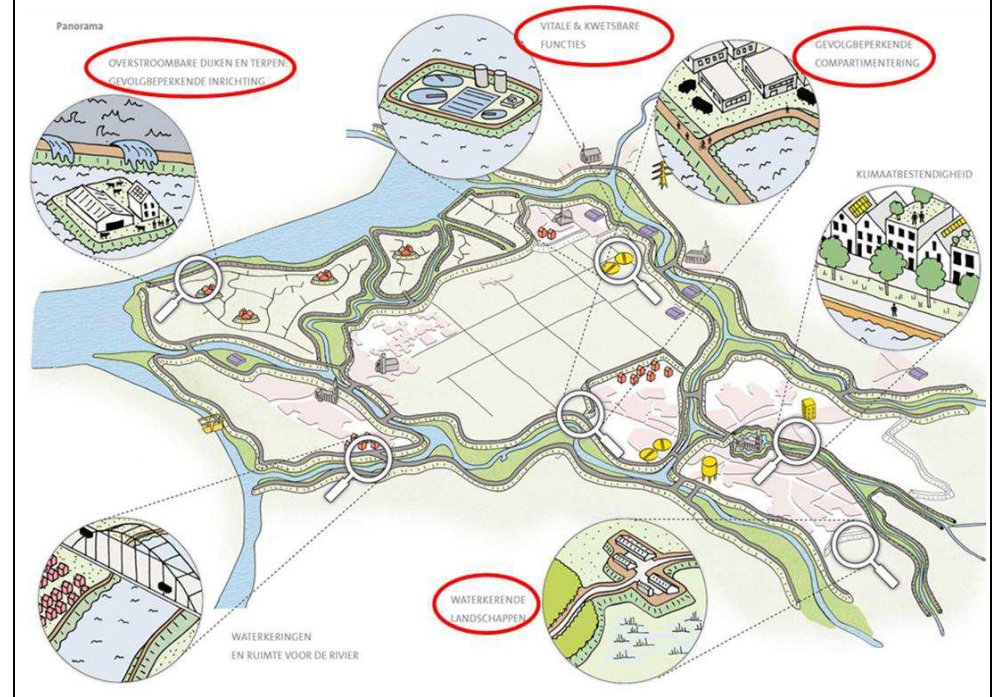 Panorama
OVERSTROOMBARE DIJKEN EN TERPEN:
GEVOLGBEPERKENDE INRICHTING
VITALE & KWETSBARE
FUNCTIES
GEVOLGBEPERKENDE
COMPARTIMENTERING
KLIMAATBESTENDIGHEID
WATERKERENDE
LANDSCHAPPEN
WATERKERINGEN
EN RUIMTE VOOR DE RIVIER